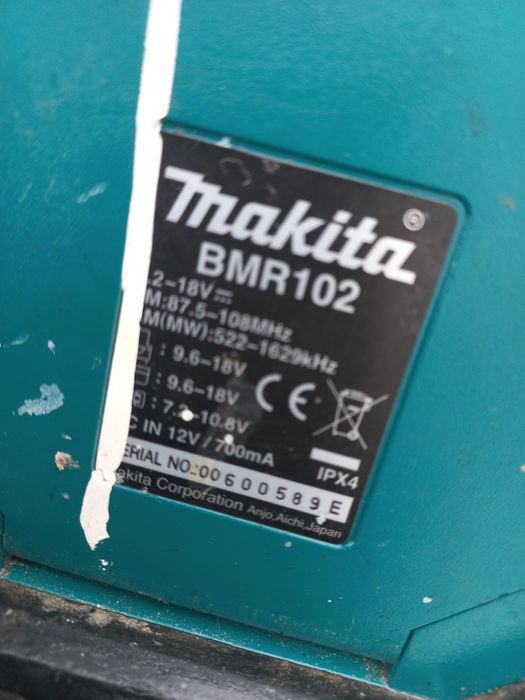 makita
BMR102
.2–18V⎓
M:87.5–108MHz
M(MW):522–1629kHz
: 9.6–18V
: 9.6–18V
: 7.2–10.8V
C IN 12V/700mA
CE
IPX4
ERIAL NO.:00600589E
akita Corporation Anjo,Aichi,Japan